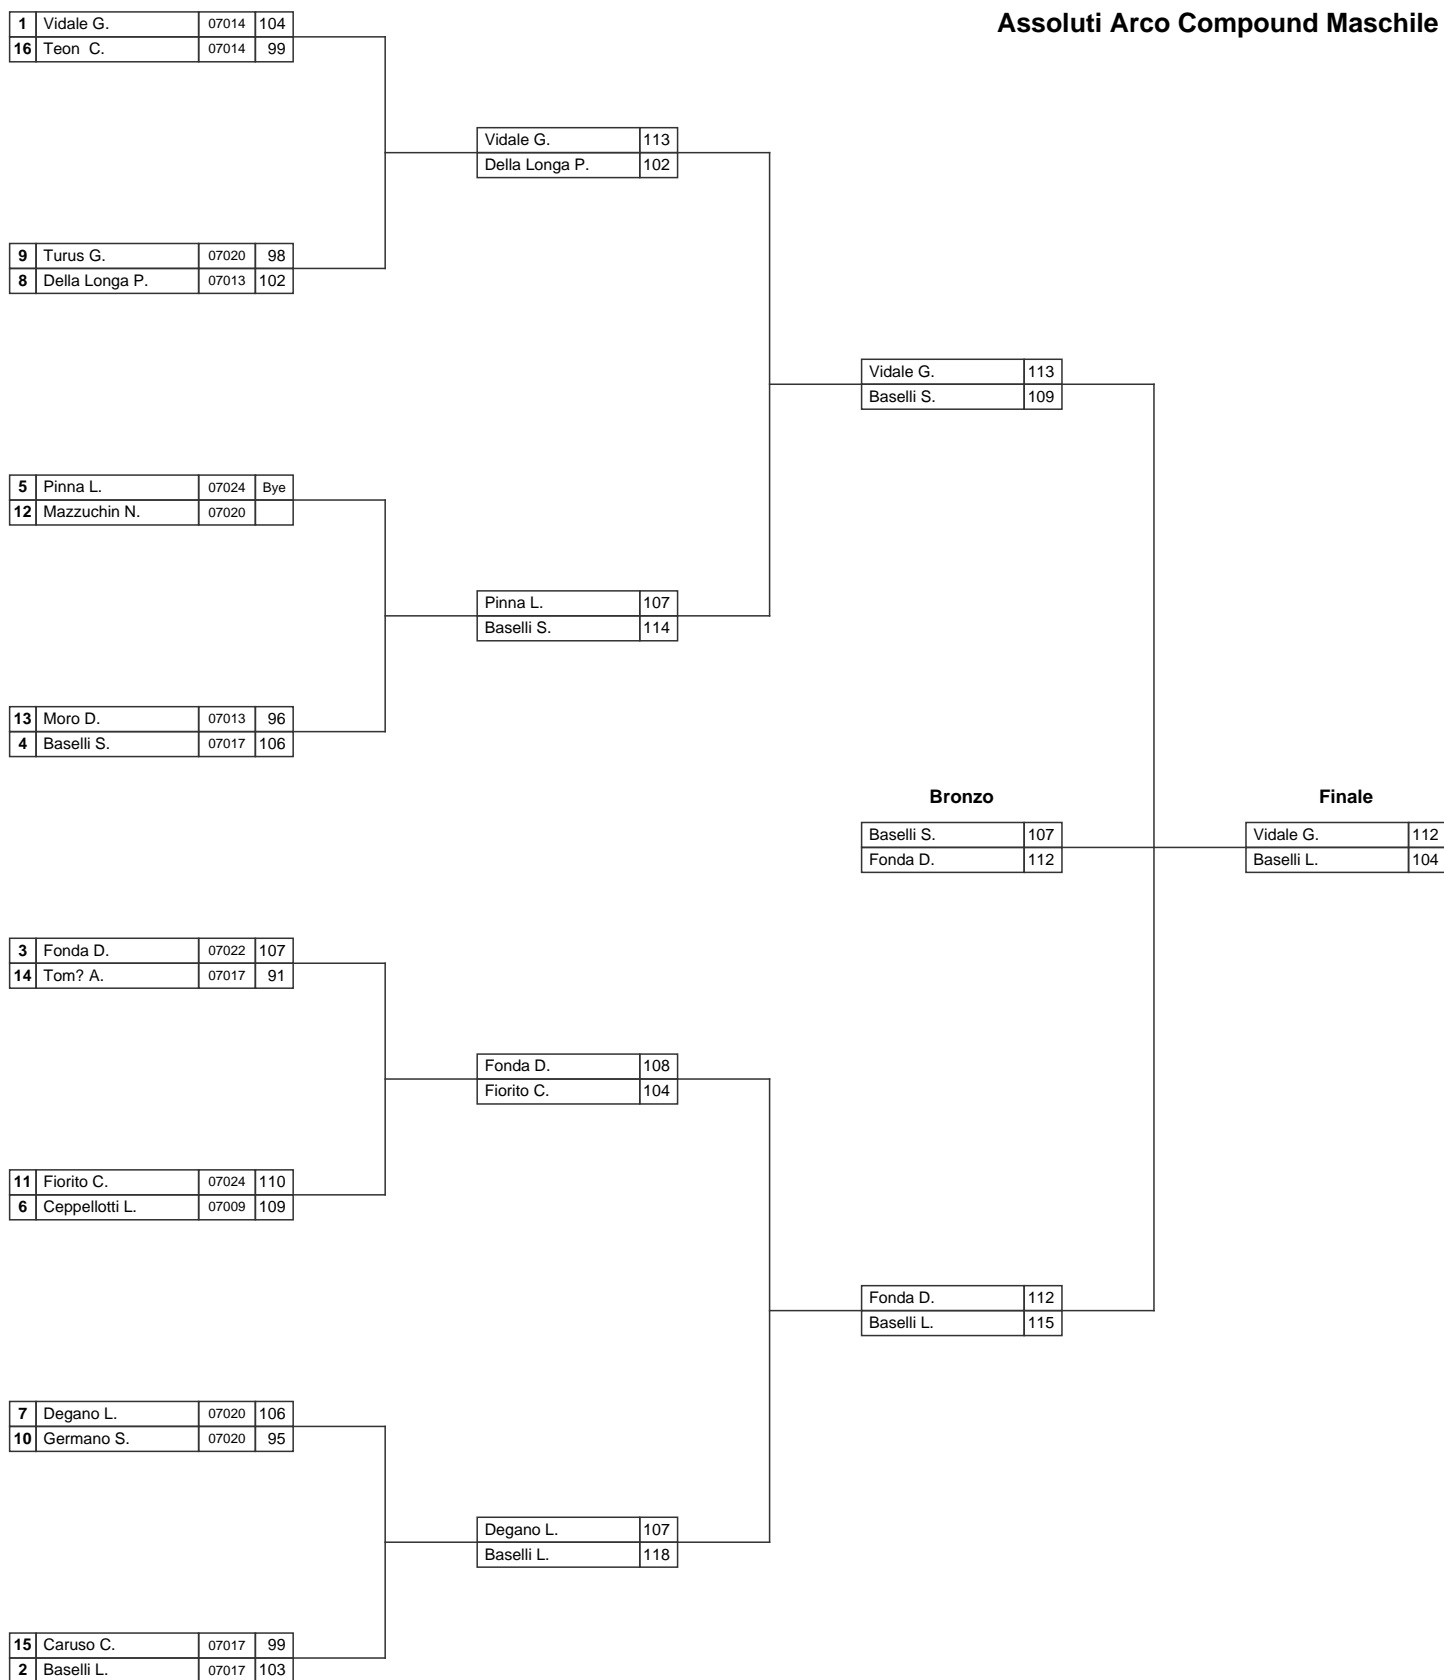 Assoluti Arco Compound Maschile
1 Vidale G. 07014 104
16 Teon C. 07014 99
Vidale G. 113
Della Longa P. 102
9 Turus G. 07020 98
8 Della Longa P. 07013 102
Vidale G. 113
Baselli S. 109
5 Pinna L. 07024 Bye
12 Mazzuchin N. 07020
Pinna L. 107
Baselli S. 114
13 Moro D. 07013 96
4 Baselli S. 07017 106
Bronzo
Baselli S. 107
Fonda D. 112
Finale
Vidale G. 112
Baselli L. 104
3 Fonda D. 07022 107
14 Tom? A. 07017 91
Fonda D. 108
Fiorito C. 104
11 Fiorito C. 07024 110
6 Ceppellotti L. 07009 109
Fonda D. 112
Baselli L. 115
7 Degano L. 07020 106
10 Germano S. 07020 95
Degano L. 107
Baselli L. 118
15 Caruso C. 07017 99
2 Baselli L. 07017 103